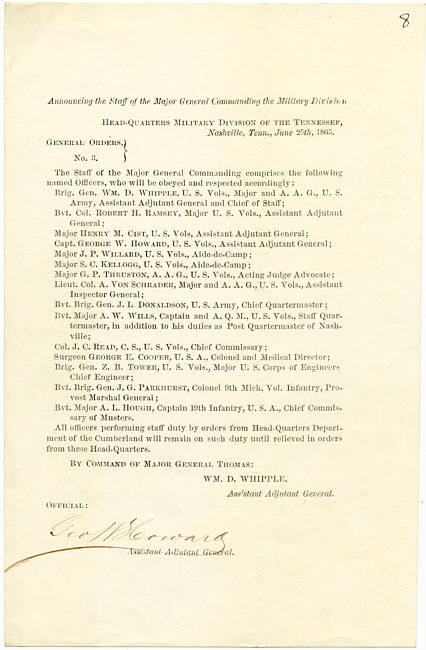 8
Announcing the Staff of the Major General Commanding the Military Division
HEAD-QUARTERS MILITARY DIVISION OF THE TENNESSEE,
Nashville, Tenn., June 25th, 1865.
GENERAL ORDERS,}
No. 3.
The Staff of the Major General Commanding comprises the following
named Officers, who will be obeyed and respected accordingly:
Brig. Gen. WM. D. WHIPPLE, U. S. Vols., Major and A. A. G., U. S.
Army, Assistant Adjutant General and Chief of Staff;
Bvt. Col. ROBERT H. RAMSEY, Major U. S. Vols., Assistant Adjutant
General;
Major HENRY M. CIST, U. S. Vols, Assistant Adjutant General;
Capt. GEORGE W. HOWARD, U. S. Vols., Assistant Adjutant General;
Major J. P. WILLARD, U. S. Vols., Aide-de-Camp;
Major S. C. KELLOGG, U. S. Vols., Aide-de-Camp;
Major G. P. THRUSTON, A. A. G., U. S. Vols., Acting Judge Advocate;
Lieut. Col. A. VON SCHRADER, Major and A. A. G., U. S. Vols., Assistant
Inspector General;
Bvt. Brig. Gen. J. L. DONALDSON, U. S. Army, Chief Quartermaster;
Bvt. Major A. W. WILLS, Captain and A. Q. M., U. S. Vols., Staff Quar-
termaster, in addition to his duties as Post Quartermaster of Nash-
ville;
Col. J. C. READ, C. S., U. S. Vols., Chief Commissary;
Surgeon GEORGE E. COOPER, U. S. A., Colonel and Medical Director;
Brig. Gen. Z. B. TOWER, U. S. Vols., Major U. S. Corps of Engineers,
Chief Engineer;
Bvt. Brig. Gen. J. G. PARKHURST, Colonel 9th Mich. Vol. Infantry, Pro-
vost Marshal General;
Bvt. Major A. L. HOUGH, Captain 19th Infantry, U. S. A., Chief Commis-
sary of Musters.
All officers performing staff duty by orders from Head-Quarters Depart-
ment of the Cumberland will remain on such duty until relieved in orders
from these Head-Quarters.
BY COMMAND OF MAJOR GENERAL THOMAS:
WM. D. WHIPPLE,
Assistant Adjutant General.
OFFICIAL:
Geo W Howard
Assistant Adjutant General.